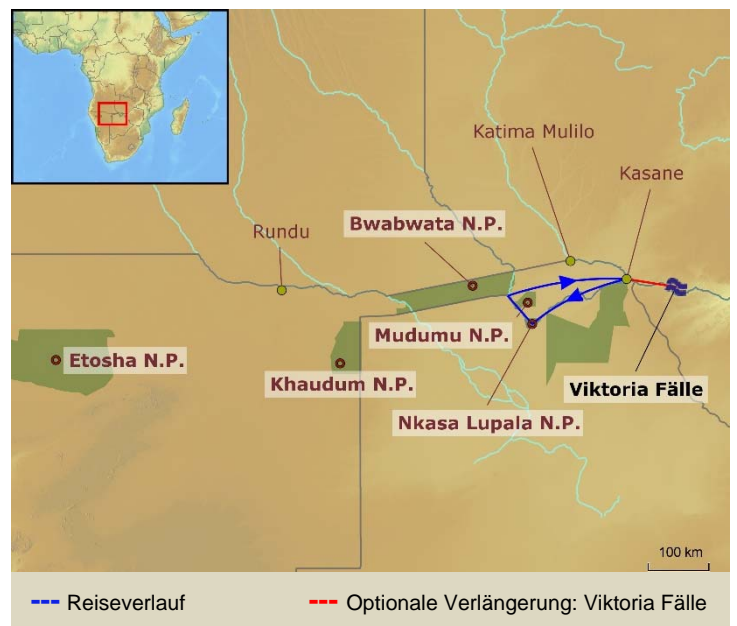 Katima Mulilo
Kasane
Bwabwata N.P.
Rundu
Mudumu N.P.
Etosha N.P.
Khaudum N.P.
Viktoria Fälle
Nkasa Lupala N.P.
100 km
Reiseverlauf
Optionale Verlängerung: Viktoria Fälle